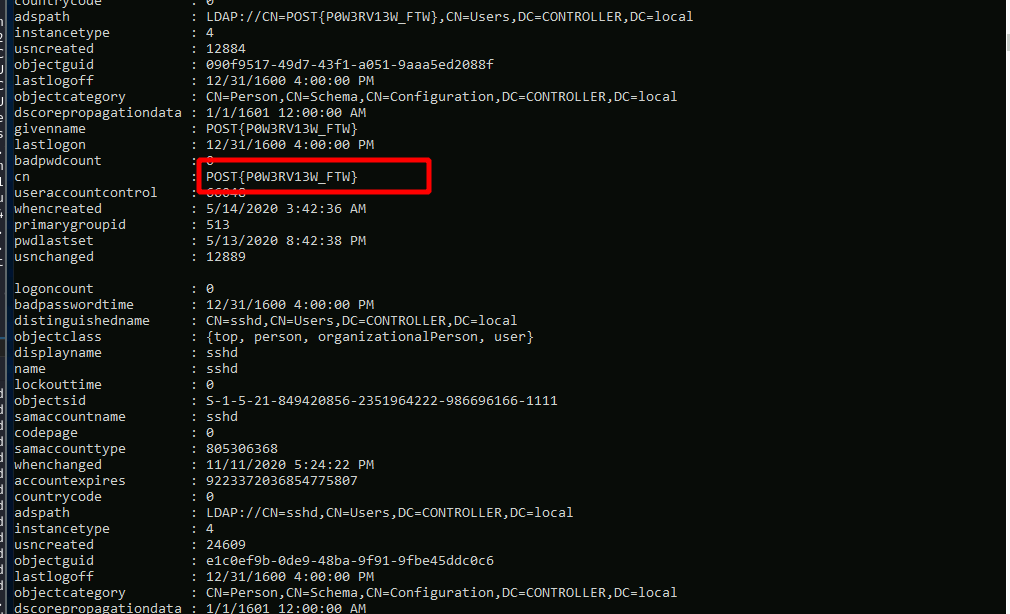 countrycode : 0
adspath : LDAP://CN=POST{P0W3RV13W_FTW},CN=Users,DC=CONTROLLER,DC=local
instancetype : 4
usncreated : 12884
objectguid : 090f9517-49d7-43f1-a051-9aaa5ed2088f
lastlogoff : 12/31/1600 4:00:00 PM
objectcategory : CN=Person,CN=Schema,CN=Configuration,DC=CONTROLLER,DC=local
dscorepropagationdata : 1/1/1601 12:00:00 AM
givenname : POST{P0W3RV13W_FTW}
lastlogon : 12/31/1600 4:00:00 PM
badpwdcount : 0
cn : POST{P0W3RV13W_FTW}
useraccountcontrol : 66048
whencreated : 5/14/2020 3:42:36 AM
primarygroupid : 513
pwdlastset : 5/13/2020 8:42:38 PM
usnchanged : 12889
logoncount : 0
badpasswordtime : 12/31/1600 4:00:00 PM
distinguishedname : CN=sshd,CN=Users,DC=CONTROLLER,DC=local
objectclass : {top, person, organizationalPerson, user}
displayname : sshd
name : sshd
lockouttime : 0
objectsid : S-1-5-21-849420856-2351964222-986696166-1111
samaccountname : sshd
codepage : 0
samaccounttype : 805306368
whenchanged : 11/11/2020 5:24:22 PM
accountexpires : 9223372036854775807
countrycode : 0
adspath : LDAP://CN=sshd,CN=Users,DC=CONTROLLER,DC=local
instancetype : 4
usncreated : 24609
objectguid : e1c0ef9b-0de9-48ba-9f91-9fbe45ddc0c6
lastlogoff : 12/31/1600 4:00:00 PM
objectcategory : CN=Person,CN=Schema,CN=Configuration,DC=CONTROLLER,DC=local
dscorepropagationdata : 1/1/1601 12:00:00 AM